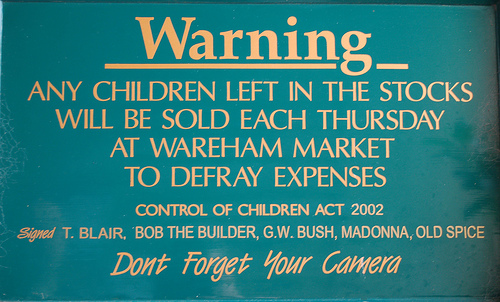 Warning
ANY CHILDREN LEFT IN THE STOCKS
WILL BE SOLD EACH THURSDAY
AT WAREHAM MARKET
TO DEFRAY EXPENSES
CONTROL OF CHILDREN ACT 2002
Signed T. BLAIR, BOB THE BUILDER, G.W. BUSH, MADONNA, OLD SPICE
Dont Forget Your Camera